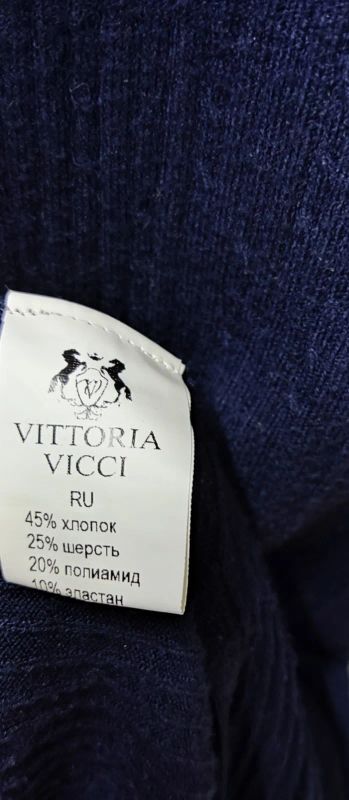 VITTORIA
VICCI
RU
45% хлопок
25% шерсть
20% полиамид
10% эластан